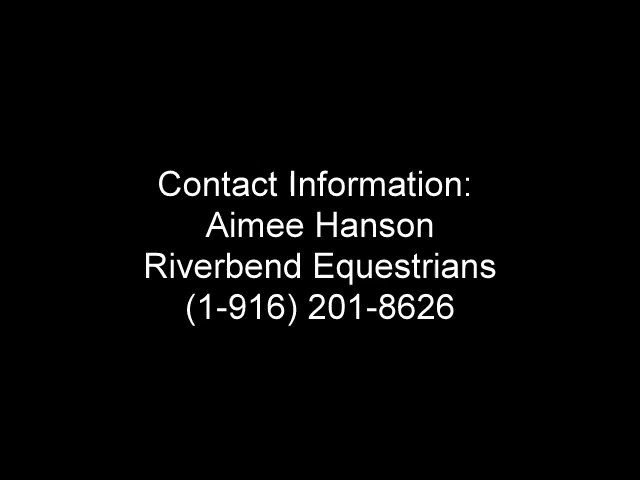 Contact Information:
Aimee Hanson
Riverbend Equestrians
(1-916) 201-8626